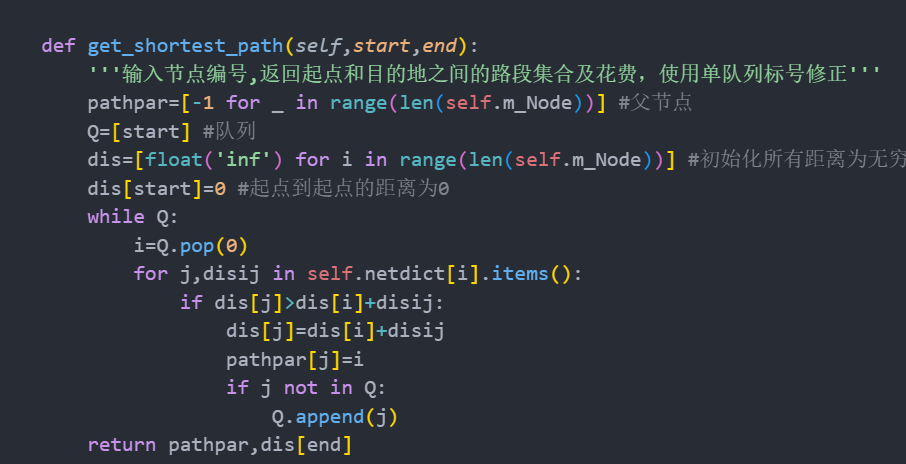 def get_shortest_path(self,start,end):
    '''输入节点编号,返回起点和目的地之间的路段集合及花费，使用单队列标号修正'''
    pathpar=[-1 for _ in range(len(self.m_Node))] #父节点
    Q=[start] #队列
    dis=[float('inf') for i in range(len(self.m_Node))] #初始化所有距离为无穷
    dis[start]=0 #起点到起点的距离为0
    while Q:
        i=Q.pop(0)
        for j,disij in self.netdict[i].items():
            if dis[j]>dis[i]+disij:
                dis[j]=dis[i]+disij
                pathpar[j]=i
                if j not in Q:
                    Q.append(j)
    return pathpar,dis[end]